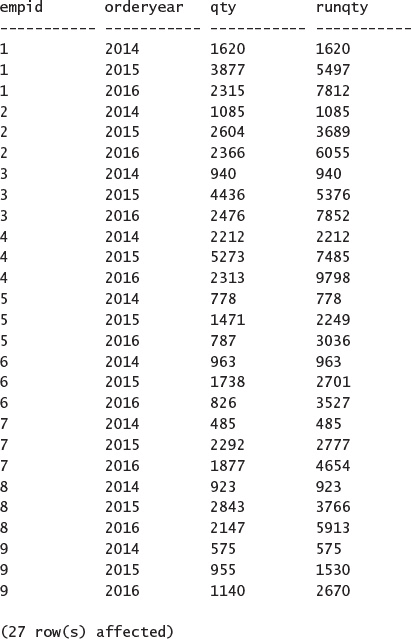 empid orderyear qty runqty
----------- ----------- ----------- -----------
1 2014 1620 1620
1 2015 3877 5497
1 2016 2315 7812
2 2014 1085 1085
2 2015 2604 3689
2 2016 2366 6055
3 2014 940 940
3 2015 4436 5376
3 2016 2476 7852
4 2014 2212 2212
4 2015 5273 7485
4 2016 2313 9798
5 2014 778 778
5 2015 1471 2249
5 2016 787 3036
6 2014 963 963
6 2015 1738 2701
6 2016 826 3527
7 2014 485 485
7 2015 2292 2777
7 2016 1877 4654
8 2014 923 923
8 2015 2843 3766
8 2016 2147 5913
9 2014 575 575
9 2015 955 1530
9 2016 1140 2670
(27 row(s) affected)